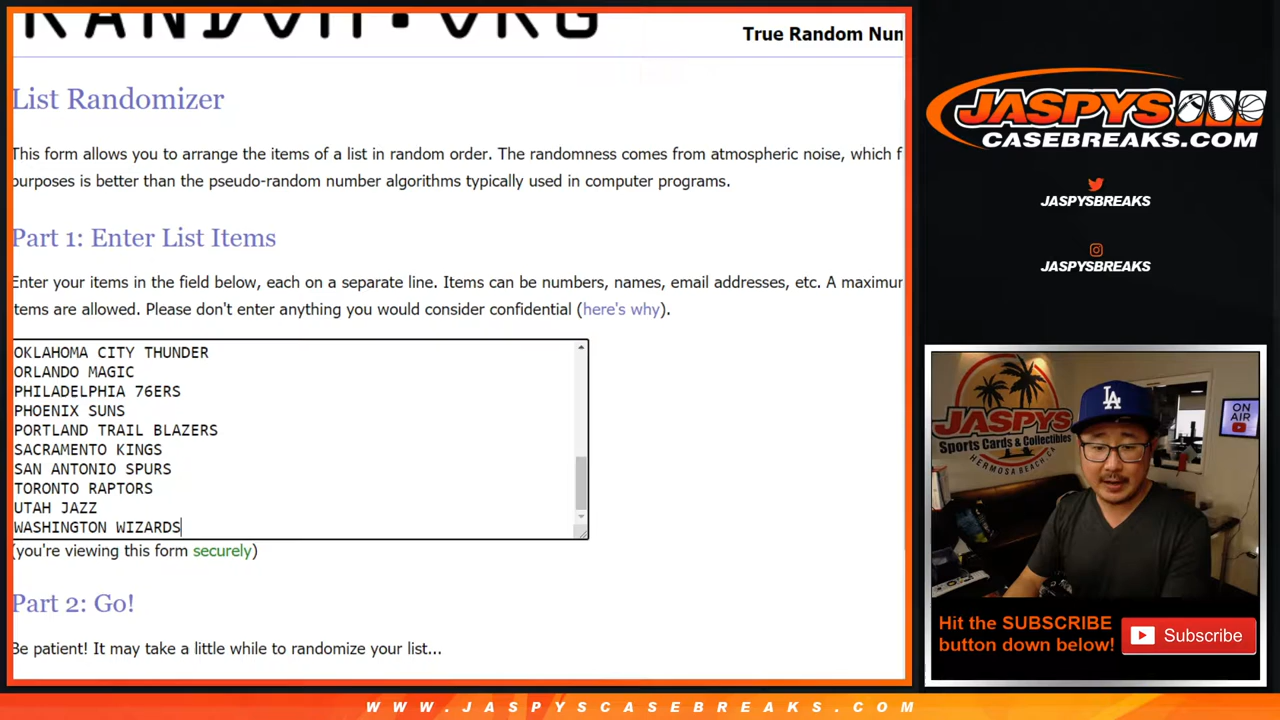 RANDOM.ORG
True Random Num
List Randomizer
This form allows you to arrange the items of a list in random order. The randomness comes from atmospheric noise, which f
purposes is better than the pseudo-random number algorithms typically used in computer programs.
Part 1: Enter List Items
Enter your items in the field below, each on a separate line. Items can be numbers, names, email addresses, etc. A maximum
items are allowed. Please don't enter anything you would consider confidential (here's why).
OKLAHOMA CITY THUNDER
ORLANDO MAGIC
PHILADELPHIA 76ERS
PHOENIX SUNS
PORTLAND TRAIL BLAZERS
SACRAMENTO KINGS
SAN ANTONIO SPURS
TORONTO RAPTORS
UTAH JAZZ
WASHINGTON WIZARDS
(you're viewing this form securely)
Part 2: Go!
Be patient! It may take a little while to randomize your list...
JASPYS
CASEBREAKS.COM
JASPYSBREAKS
JASPYSBREAKS
JASPYS
Sports Cards & Collectibles
HERMOSA BEACH, CA
LA
ON
AIR
Hit the SUBSCRIBE
button down below!
Subscribe
WWW.JASPYSCASEBREAKS.COM